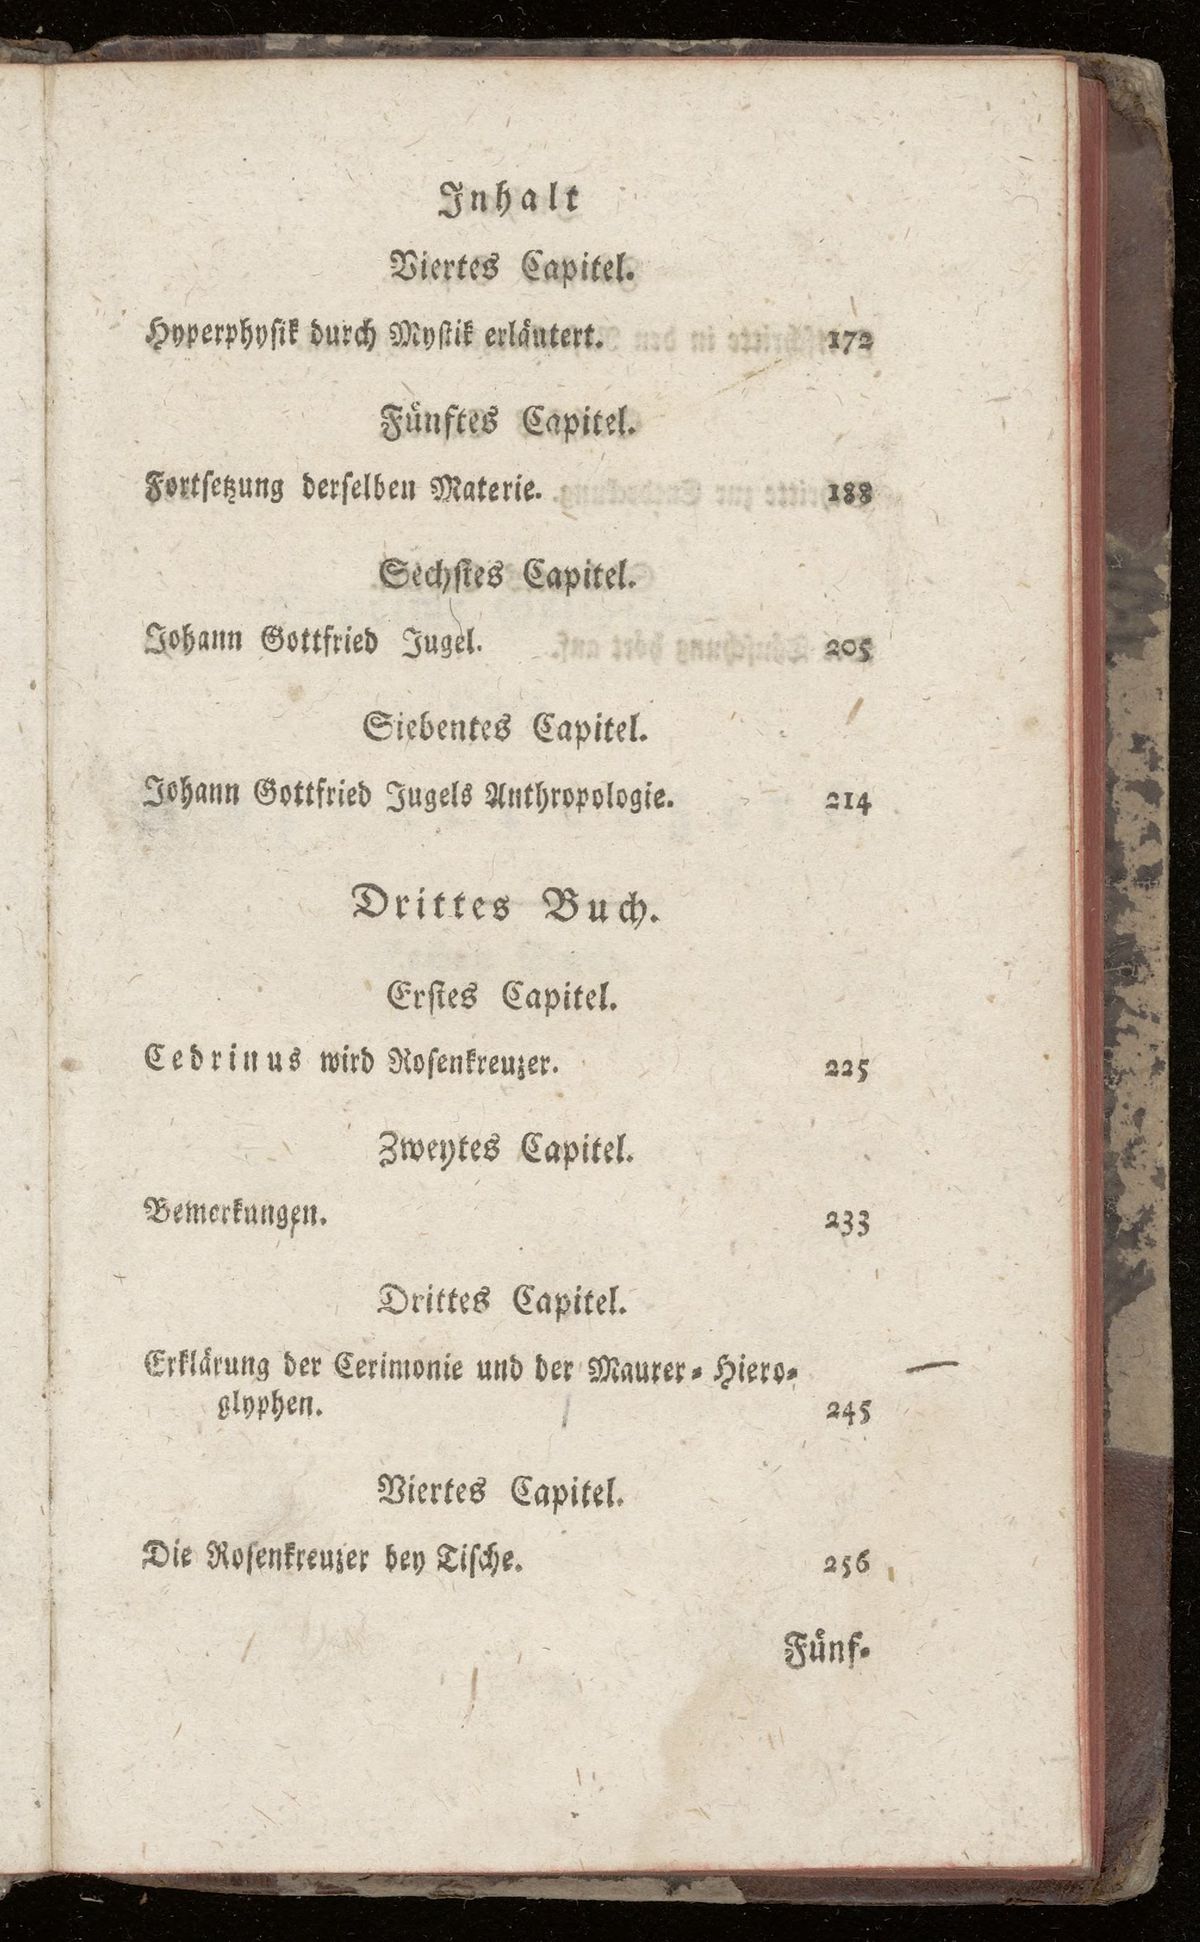 Inhalt
Viertes Capitel.
Hyperphyſik durch Myſtik erläutert. 172
Fünftes Capitel.
Fortſetzung derſelben Materie. 188
Sechſtes Capitel.
Johann Gottfried Jugel. 205
Siebentes Capitel.
Johann Gottfried Jugels Anthropologie. 214
Drittes Buch.
Erſtes Capitel.
Cedrinus wird Roſenkreuzer. 225
Zweytes Capitel.
Bemerkungen. 233
Drittes Capitel.
Erklärung der Cerimonie und der Maurer-Hiero-
glyphen. 245
Viertes Capitel.
Die Roſenkreuzer bey Tiſche. 256
Fünf-